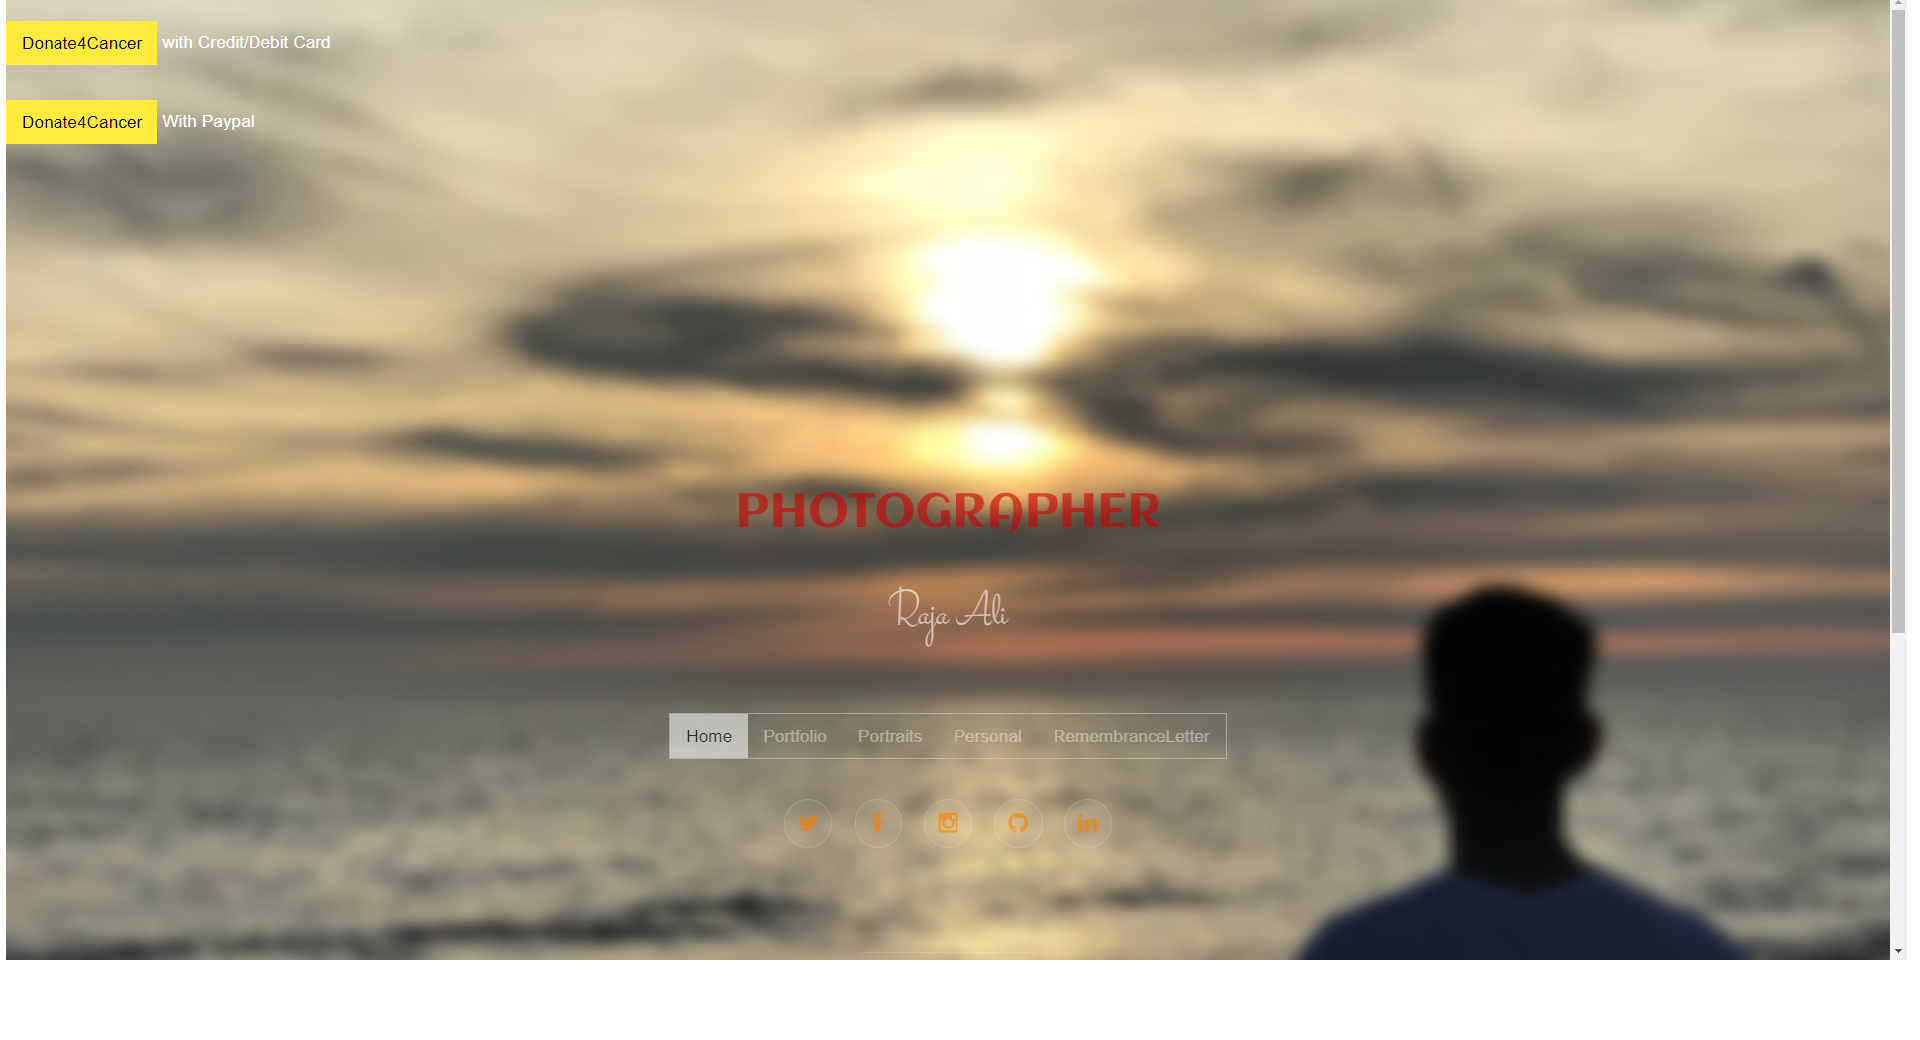 Donate4Cancer with Credit/Debit Card
Donate4Cancer With Paypal
PHOTOGRAPHER
Raja Ali
Home Portfolio Portraits Personal RemembranceLetter